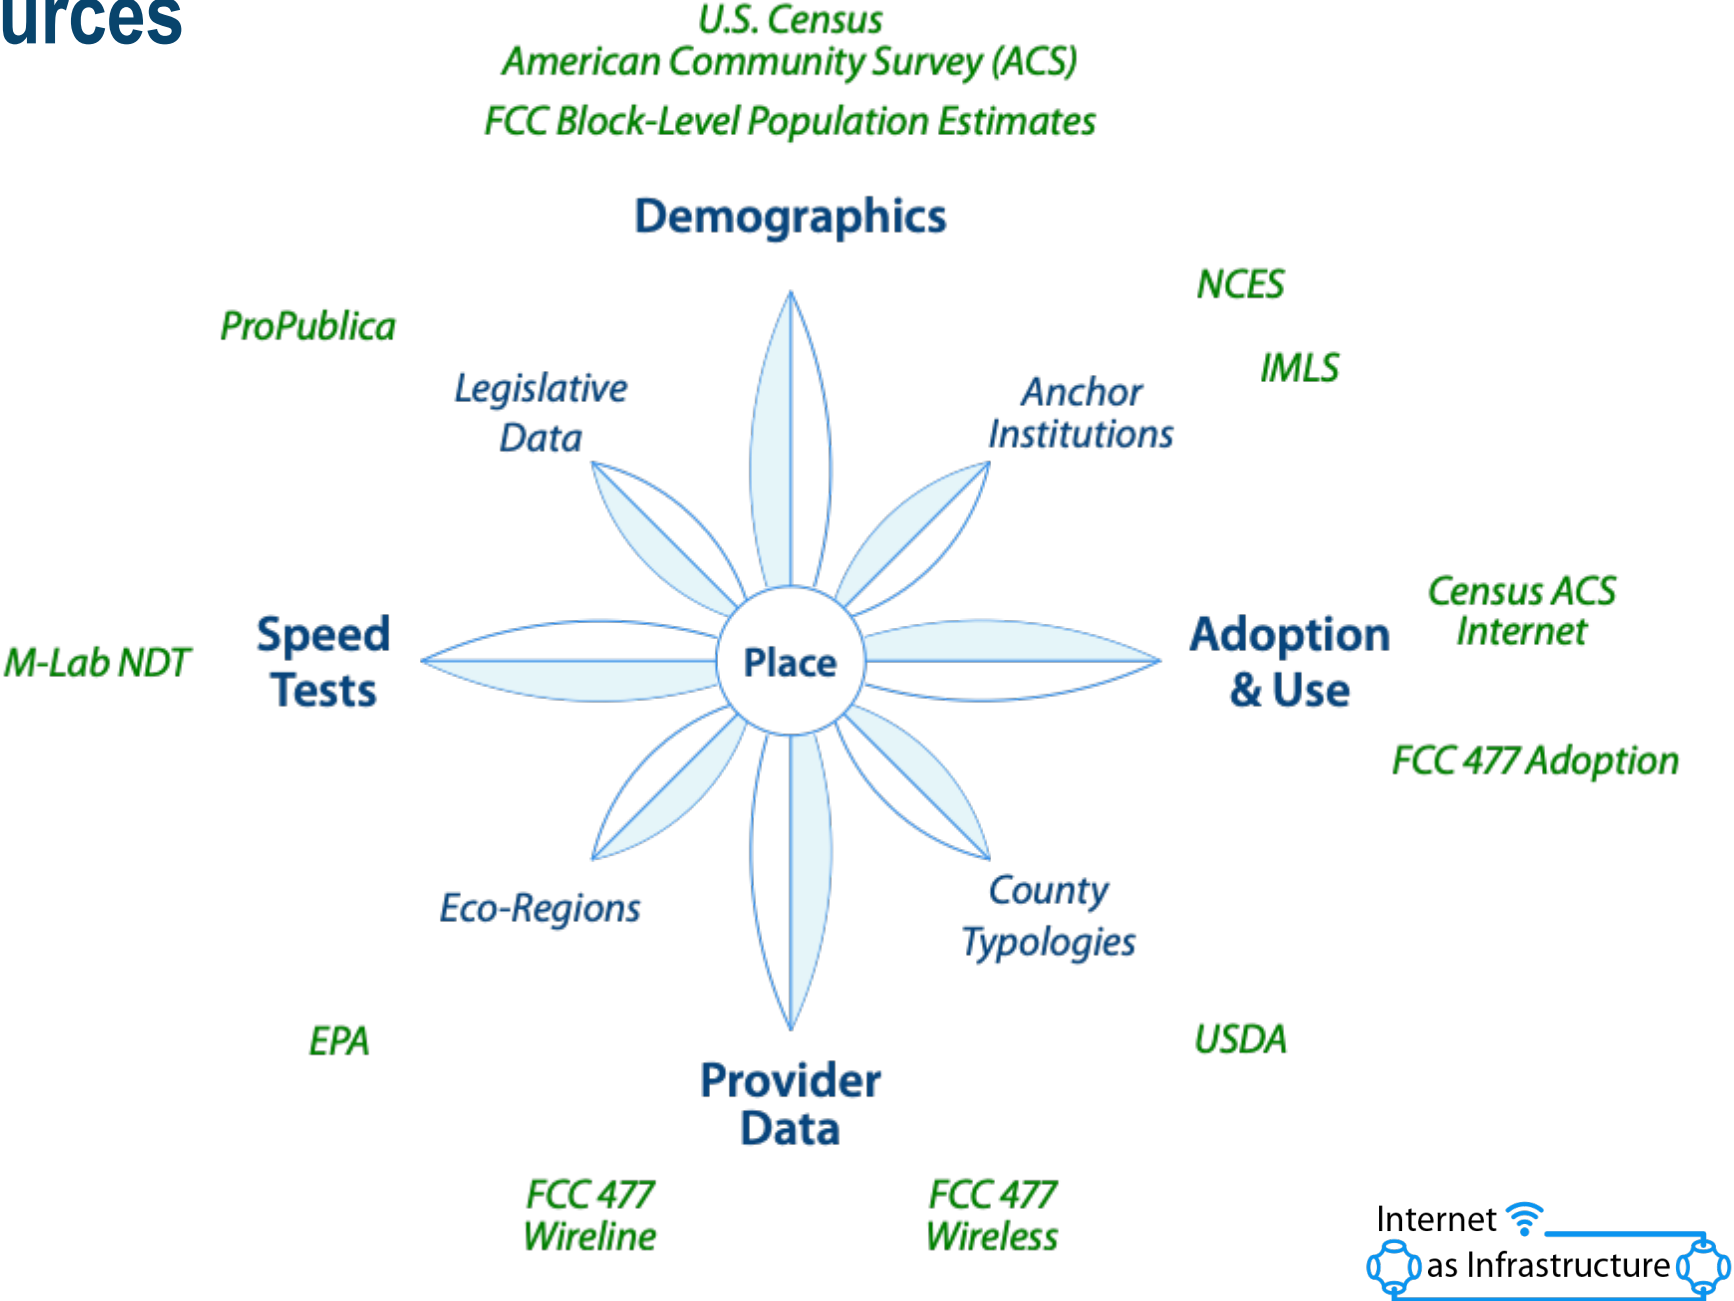 urces
U.S. Census
American Community Survey (ACS)
FCC Block-Level Population Estimates
Demographics
NCES
ProPublica
IMLS
Legislative
Data
Anchor
Institutions
Census ACS
Internet
Speed
Tests
M-Lab NDT
Place
Adoption
& Use
FCC 477 Adoption
Eco-Regions
County
Typologies
EPA
USDA
Provider
Data
FCC 477
Wireline
FCC 477
Wireless
Internet
as Infrastructure